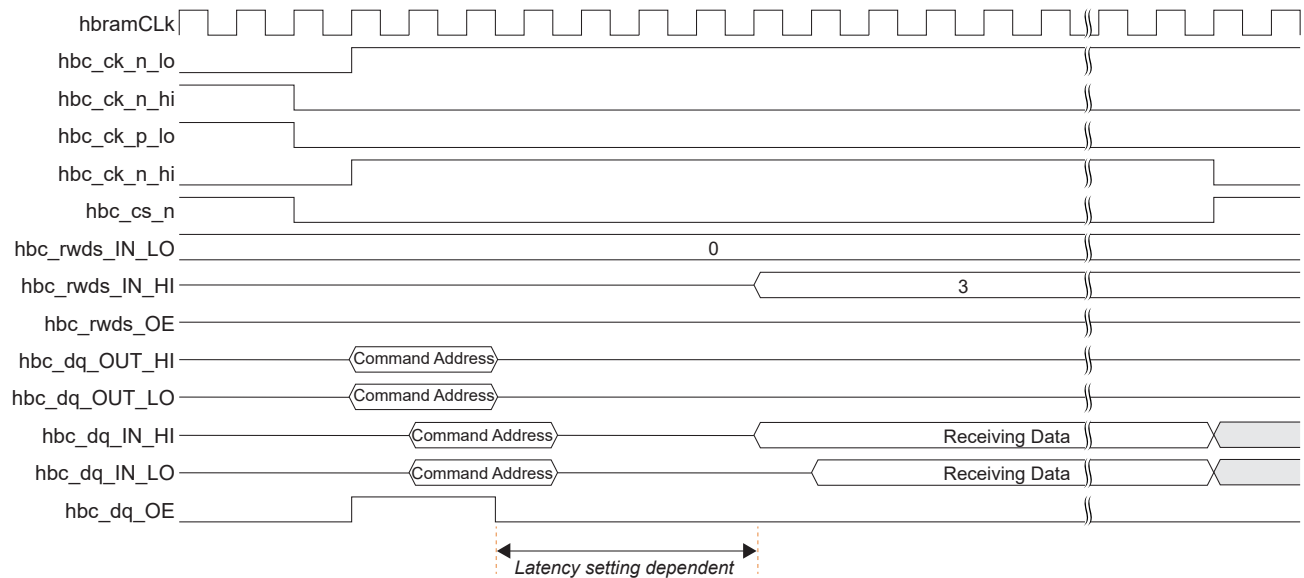 hbramCLk
hbc_ck_n_lo
hbc_ck_n_hi
hbc_ck_p_lo
hbc_ck_n_hi
hbc_cs_n
hbc_rwds_IN_LO 0
hbc_rwds_IN_HI 3
hbc_rwds_OE
hbc_dq_OUT_HI Command Address
hbc_dq_OUT_LO Command Address
hbc_dq_IN_HI Command Address Receiving Data
hbc_dq_IN_LO Command Address Receiving Data
hbc_dq_OE
Latency setting dependent